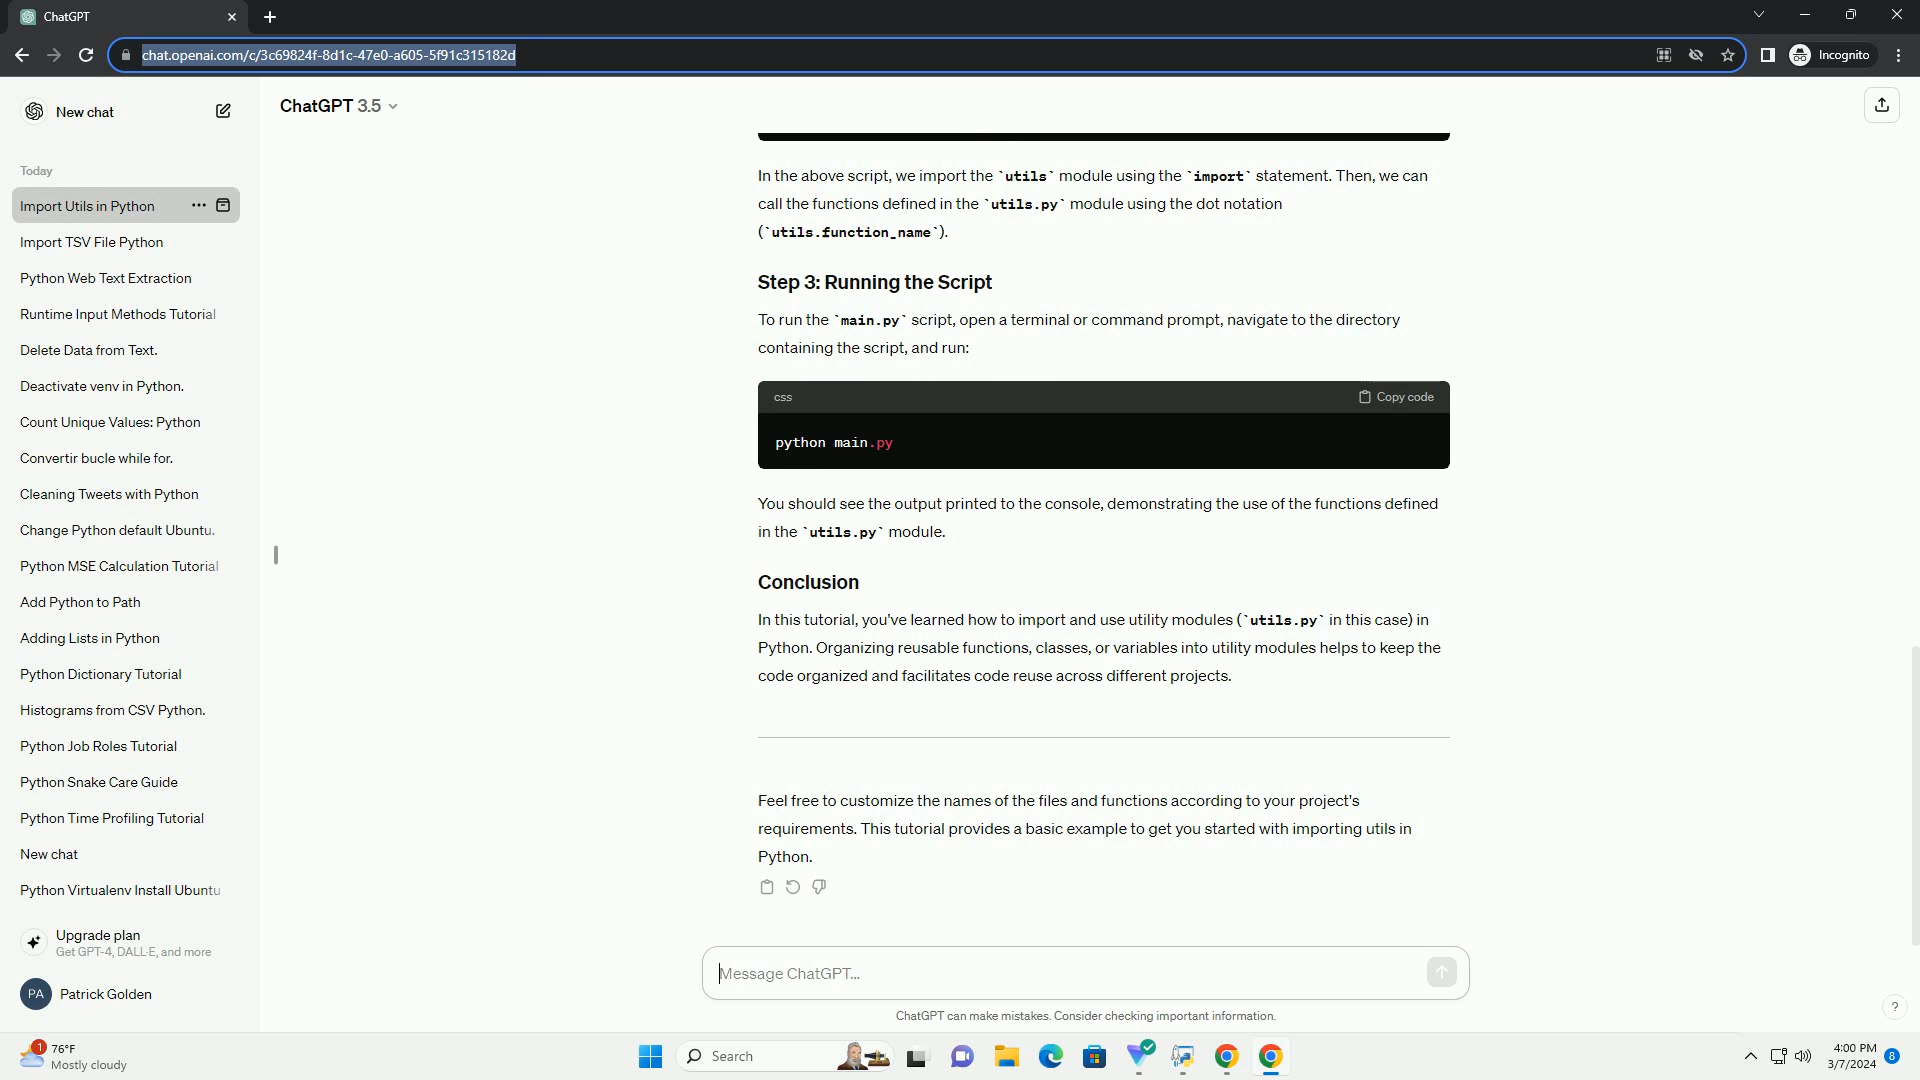 ChatGPT
chat.openai.com/c/3c69824f-8d1c-47e0-a605-5f91c315182d
Incognito
New chat
ChatGPT 3.5
Today
Import Utils in Python
Import TSV File Python
Python Web Text Extraction
Runtime Input Methods Tutorial
Delete Data from Text.
Deactivate venv in Python.
Count Unique Values: Python
Convertir bucle while for.
Cleaning Tweets with Python
Change Python default Ubuntu.
Python MSE Calculation Tutorial
Add Python to Path
Adding Lists in Python
Python Dictionary Tutorial
Histograms from CSV Python.
Python Job Roles Tutorial
Python Snake Care Guide
Python Time Profiling Tutorial
New chat
Python Virtualenv Install Ubuntu
Upgrade plan
Get GPT-4, DALL·E, and more
PA Patrick Golden
In the above script, we import the `utils` module using the `import` statement. Then, we can
call the functions defined in the `utils.py` module using the dot notation
(`utils.function_name`).
Step 3: Running the Script
To run the `main.py` script, open a terminal or command prompt, navigate to the directory
containing the script, and run:
css Copy code
python main.py
You should see the output printed to the console, demonstrating the use of the functions defined
in the `utils.py` module.
Conclusion
In this tutorial, you've learned how to import and use utility modules (`utils.py` in this case) in
Python. Organizing reusable functions, classes, or variables into utility modules helps to keep the
code organized and facilitates code reuse across different projects.
Feel free to customize the names of the files and functions according to your project's
requirements. This tutorial provides a basic example to get you started with importing utils in
Python.
Message ChatGPT...
ChatGPT can make mistakes. Consider checking important information.
?
1
76°F
Mostly cloudy
Search
4:00 PM
3/7/2024
8